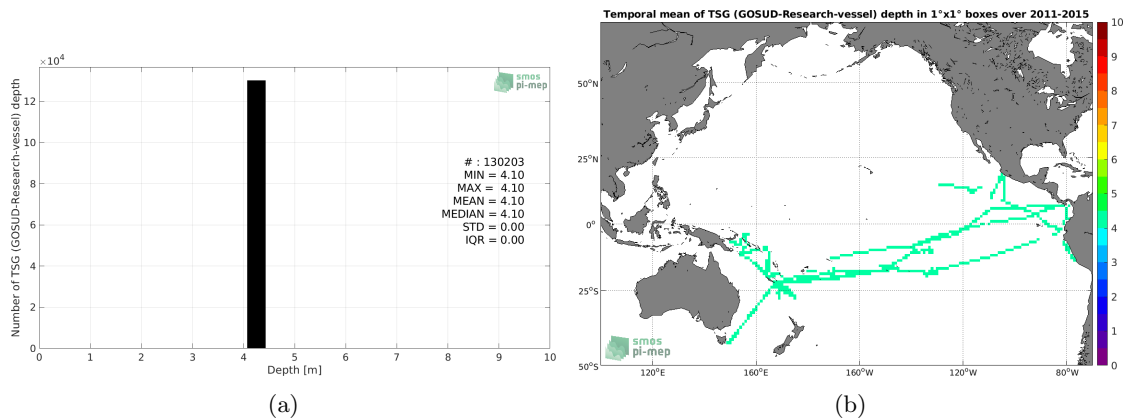 ×10⁴
12
10
8
6
4
2
0
Number of TSG (GOSUD-Research-vessel) depth
smos
pi-mep
# : 130203
MIN = 4.10
MAX = 4.10
MEAN = 4.10
MEDIAN = 4.10
STD = 0.00
IQR = 0.00
0 1 2 3 4 5 6 7 8 9 10
Depth [m]
(a)
Temporal mean of TSG (GOSUD-Research-vessel) depth in 1°x1° boxes over 2011-2015
50°N
25°N
0°
25°S
50°S
120°E 160°E 160°W 120°W 80°W
smos
pi-mep
10
9
8
7
6
5
4
3
2
1
0
(b)